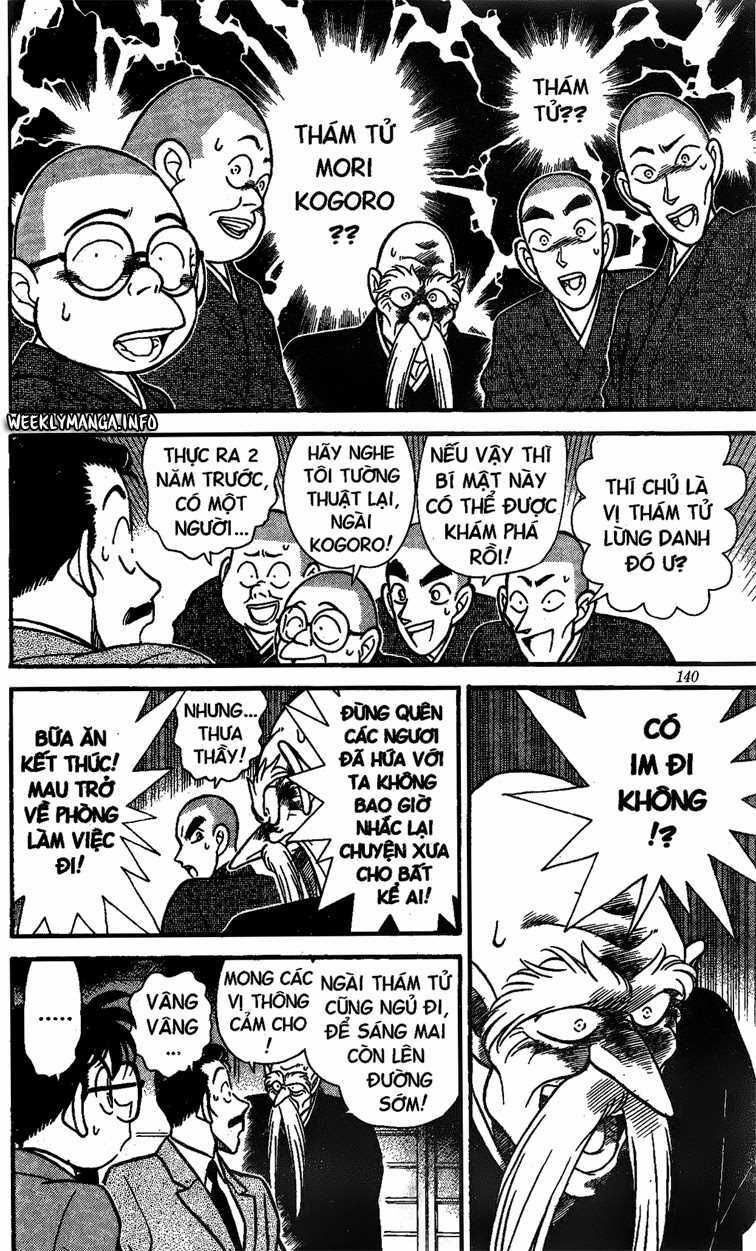 THÁM
TỬ??
THÁM TỬ
MORI
KOGORO
??
WEEKLYMANGA.INFO
THÍ CHỦ LÀ
VỊ THÁM TỬ
LỪNG DANH
ĐÓ Ư?
NẾU VẬY THÌ
BÍ MẬT NÀY
CÓ THỂ ĐƯỢC
KHÁM PHÁ
RỒI!
HÃY NGHE
TÔI TƯỜNG
THUẬT LẠI,
NGÀI
KOGORO!
THỰC RA 2
NĂM TRƯỚC,
CÓ MỘT
NGƯỜI...
140
CÓ
IM ĐI
KHÔNG
!?
ĐỪNG QUÊN
CÁC NGƯƠI
ĐÃ HỨA VỚI
TA KHÔNG
BAO GIỜ
NHẮC LẠI
CHUYỆN XƯA
CHO BẤT
KỂ AI!
NHƯNG...
THƯA
THẦY!
BỮA ĂN
KẾT THÚC!
MAU TRỞ
VỀ PHÒNG
LÀM VIỆC
ĐI!
NGÀI THÁM TỬ
CŨNG NGỦ ĐI,
ĐỂ SÁNG MAI
CÒN LÊN
ĐƯỜNG
SỚM!
MONG CÁC
VỊ THÔNG
CẢM CHO
!
VÂNG
VÂNG
...
......